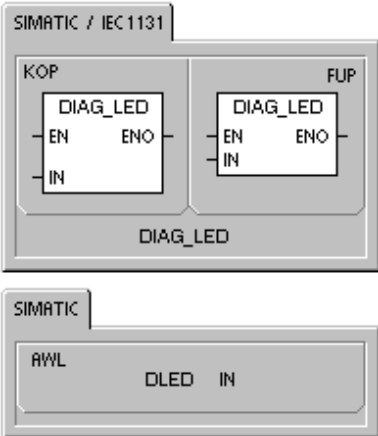 SIMATIC / IEC1131
KOP FUP
DIAG_LED DIAG_LED
EN ENO EN ENO
IN IN
DIAG_LED
SIMATIC
AWL
DLED IN